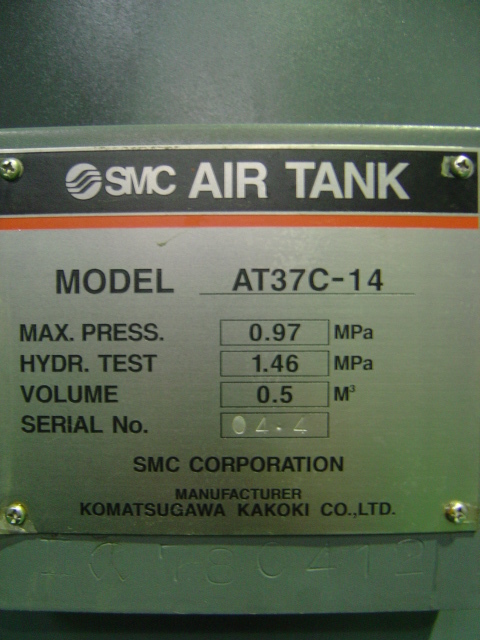 SMC AIR TANK
MODEL AT37C-14
MAX. PRESS. 0.97 MPa
HYDR. TEST 1.46 MPa
VOLUME 0.5 M³
SERIAL No. 04.4
SMC CORPORATION
MANUFACTURER
KOMATSUGAWA KAKOKI CO.,LTD.